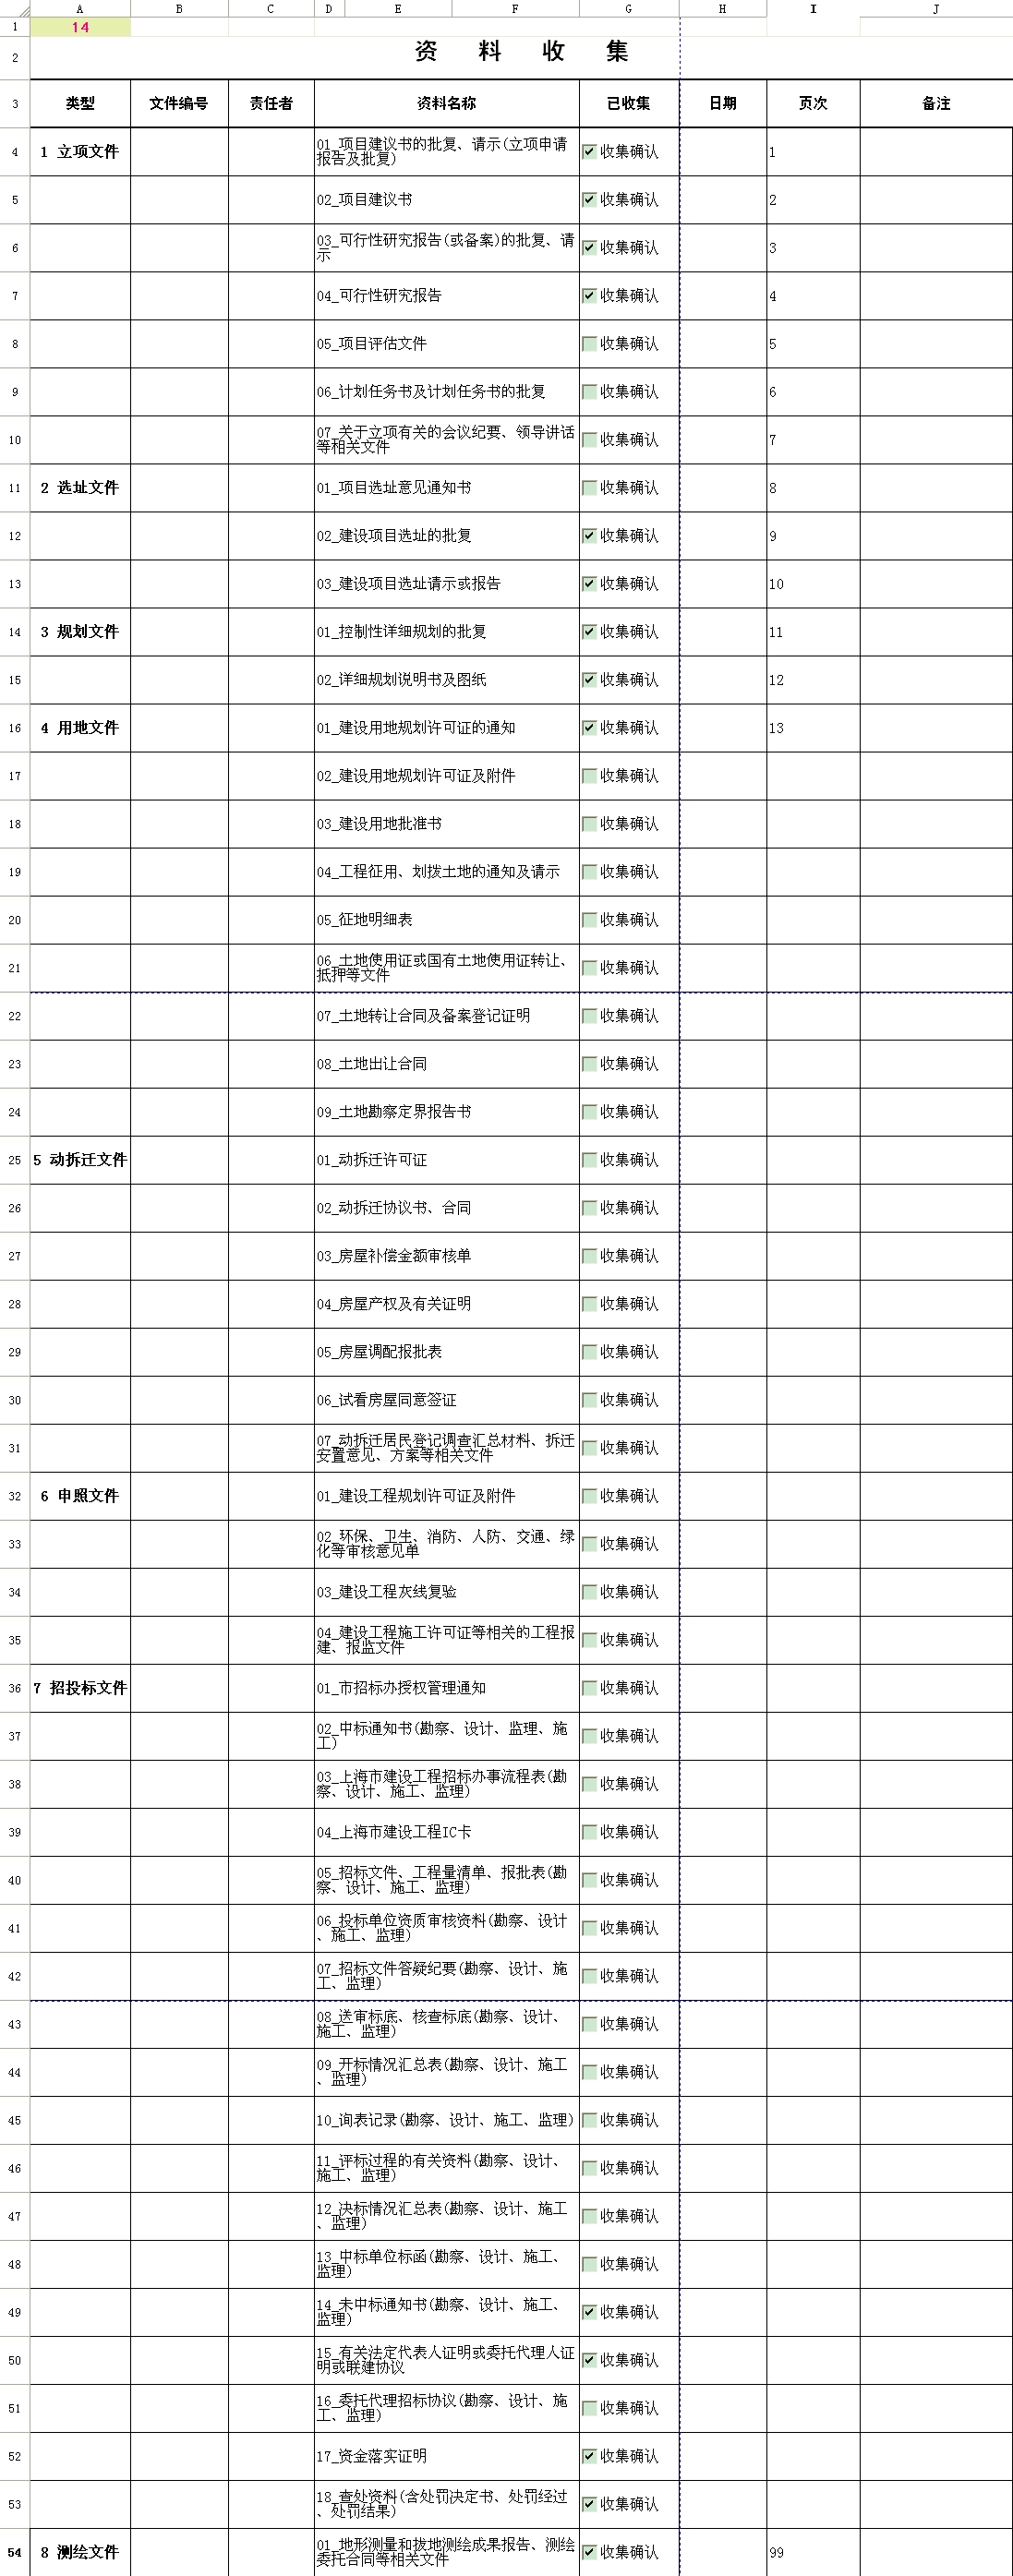 A B C D E F G H I J
1 14
2 资 料 收 集
3 类型 文件编号 责任者 资料名称 已收集 日期 页次 备注
4 1 立项文件 01_项目建议书的批复、请示(立项申请
报告及批复) 收集确认 1
5 02_项目建议书 收集确认 2
6 03_可行性研究报告(或备案)的批复、请
示 收集确认 3
7 04_可行性研究报告 收集确认 4
8 05_项目评估文件 收集确认 5
9 06_计划任务书及计划任务书的批复 收集确认 6
10 07_关于立项有关的会议纪要、领导讲话
等相关文件 收集确认 7
11 2 选址文件 01_项目选址意见通知书 收集确认 8
12 02_建设项目选址的批复 收集确认 9
13 03_建设项目选址请示或报告 收集确认 10
14 3 规划文件 01_控制性详细规划的批复 收集确认 11
15 02_详细规划说明书及图纸 收集确认 12
16 4 用地文件 01_建设用地规划许可证的通知 收集确认 13
17 02_建设用地规划许可证及附件 收集确认
18 03_建设用地批准书 收集确认
19 04_工程征用、划拨土地的通知及请示 收集确认
20 05_征地明细表 收集确认
21 06_土地使用证或国有土地使用证转让、
抵押等文件 收集确认
22 07_土地转让合同及备案登记证明 收集确认
23 08_土地出让合同 收集确认
24 09_土地勘察定界报告书 收集确认
25 5 动拆迁文件 01_动拆迁许可证 收集确认
26 02_动拆迁协议书、合同 收集确认
27 03_房屋补偿金额审核单 收集确认
28 04_房屋产权及有关证明 收集确认
29 05_房屋调配报批表 收集确认
30 06_试看房屋同意签证 收集确认
31 07_动拆迁居民登记调查汇总材料、拆迁
安置意见、方案等相关文件 收集确认
32 6 申照文件 01_建设工程规划许可证及附件 收集确认
33 02_环保、卫生、消防、人防、交通、绿
化等审核意见单 收集确认
34 03_建设工程灰线复验 收集确认
35 04_建设工程施工许可证等相关的工程报
建、报监文件 收集确认
36 7 招投标文件 01_市招标办授权管理通知 收集确认
37 02_中标通知书(勘察、设计、监理、施
工) 收集确认
38 03_上海市建设工程招标办事流程表(勘
察、设计、施工、监理) 收集确认
39 04_上海市建设工程IC卡 收集确认
40 05_招标文件、工程量清单、报批表(勘
察、设计、施工、监理) 收集确认
41 06_投标单位资质审核资料(勘察、设计
、施工、监理) 收集确认
42 07_招标文件答疑纪要(勘察、设计、施
工、监理) 收集确认
43 08_送审标底、核查标底(勘察、设计、
施工、监理) 收集确认
44 09_开标情况汇总表(勘察、设计、施工
、监理) 收集确认
45 10_询表记录(勘察、设计、施工、监理) 收集确认
46 11_评标过程的有关资料(勘察、设计、
施工、监理) 收集确认
47 12_决标情况汇总表(勘察、设计、施工
、监理) 收集确认
48 13_中标单位标函(勘察、设计、施工、
监理) 收集确认
49 14_未中标通知书(勘察、设计、施工、
监理) 收集确认
50 15_有关法定代表人证明或委托代理人证
明或联建协议 收集确认
51 16_委托代理招标协议(勘察、设计、施
工、监理) 收集确认
52 17_资金落实证明 收集确认
53 18_查处资料(含处罚决定书、处罚经过
、处罚结果) 收集确认
54 8 测绘文件 01_地形测量和拔地测绘成果报告、测绘
委托合同等相关文件 收集确认 99